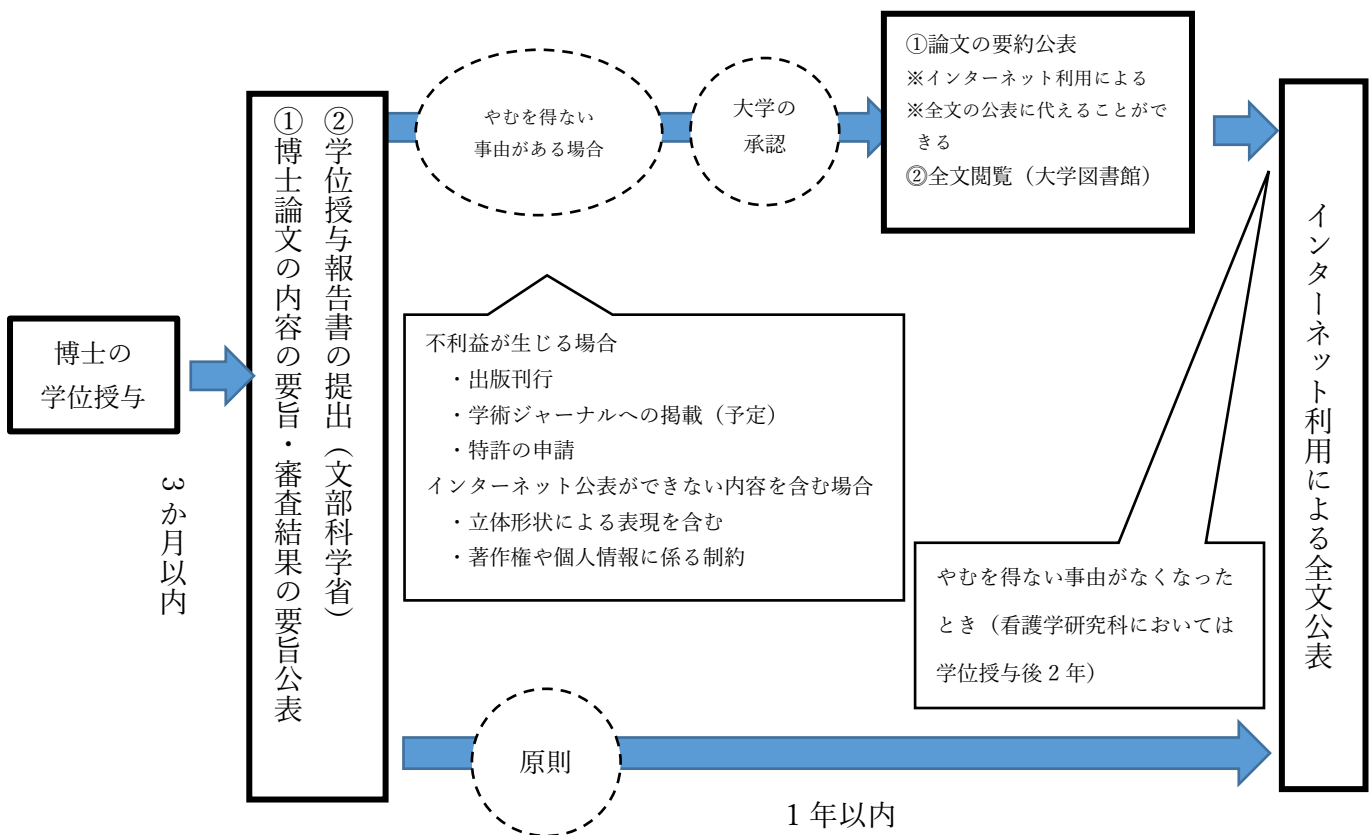 博士の
学位授与
3か月以内
②学位授与報告書の提出（文部科学省）
①博士論文の内容の要旨・審査結果の要旨公表
やむを得ない
事由がある場合
大学の
承認
①論文の要約公表
※インターネット利用による
※全文の公表に代えることがで
きる
②全文閲覧（大学図書館）
不利益が生じる場合
・出版刊行
・学術ジャーナルへの掲載（予定）
・特許の申請
インターネット公表ができない内容を含む場合
・立体形状による表現を含む
・著作権や個人情報に係る制約
やむを得ない事由がなくなった
とき（看護学研究科においては
学位授与後2年）
原則
1年以内
インターネット利用による全文公表